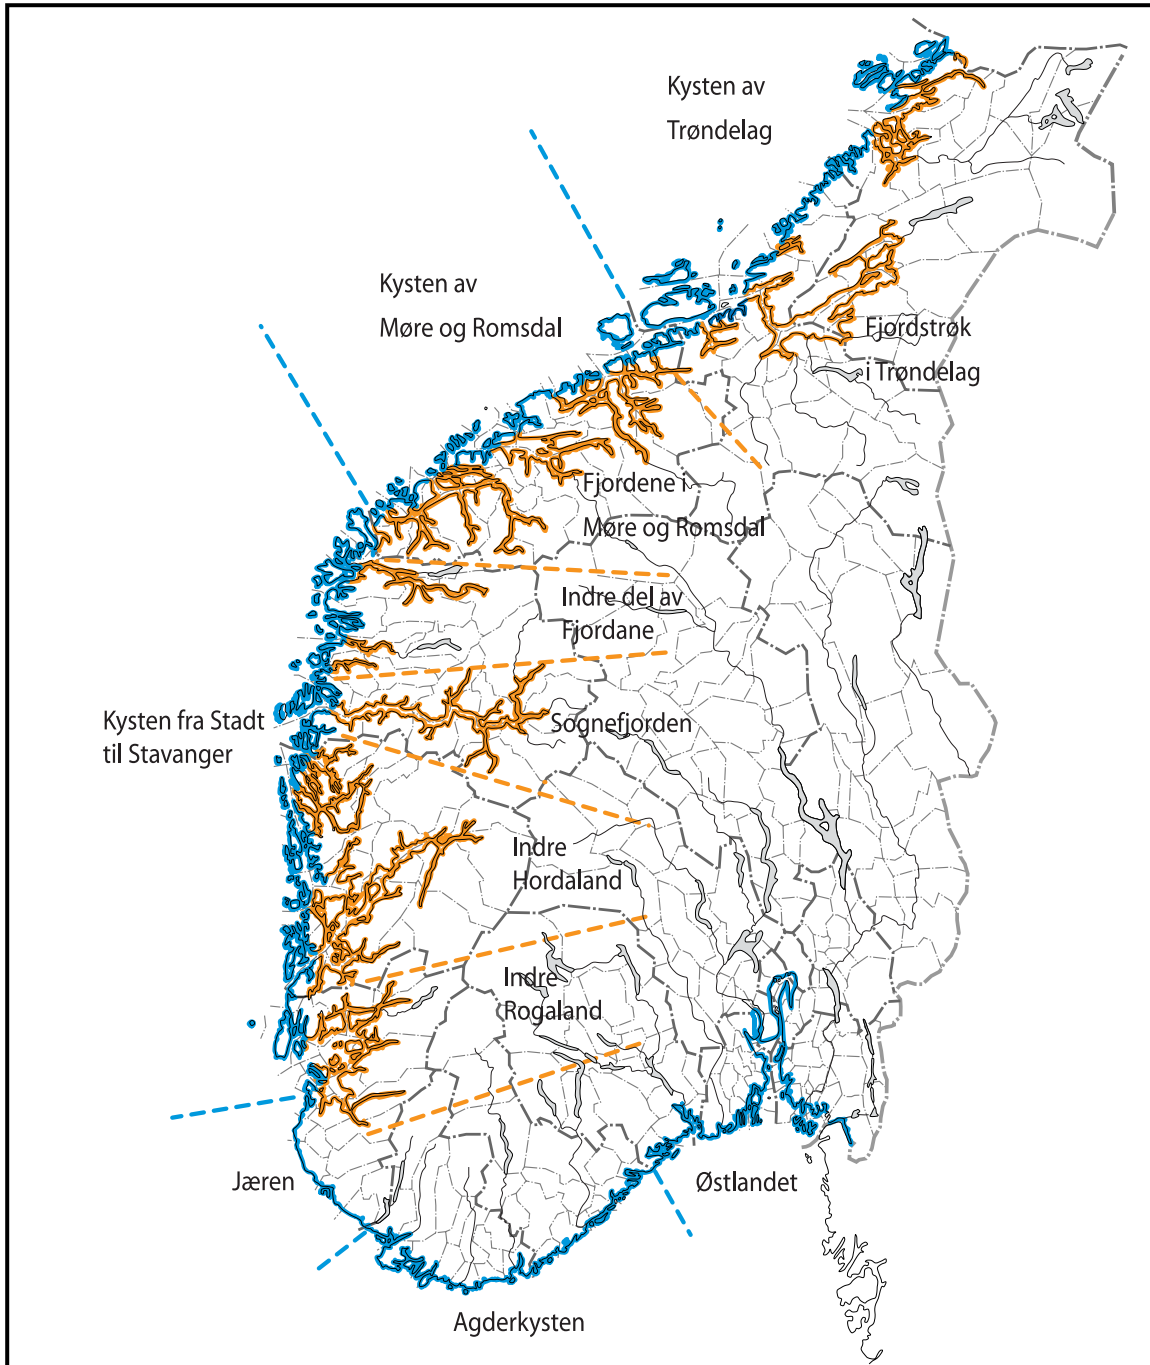 Kysten av
Trøndelag
Kysten av
Møre og Romsdal
Fjordstrøk
i Trøndelag
Fjordene i
Møre og Romsdal
Indre del av
Fjordane
Kysten fra Stadt
til Stavanger
Sognefjorden
Indre
Hordaland
Indre
Rogaland
Jæren
Østlandet
Agderkysten